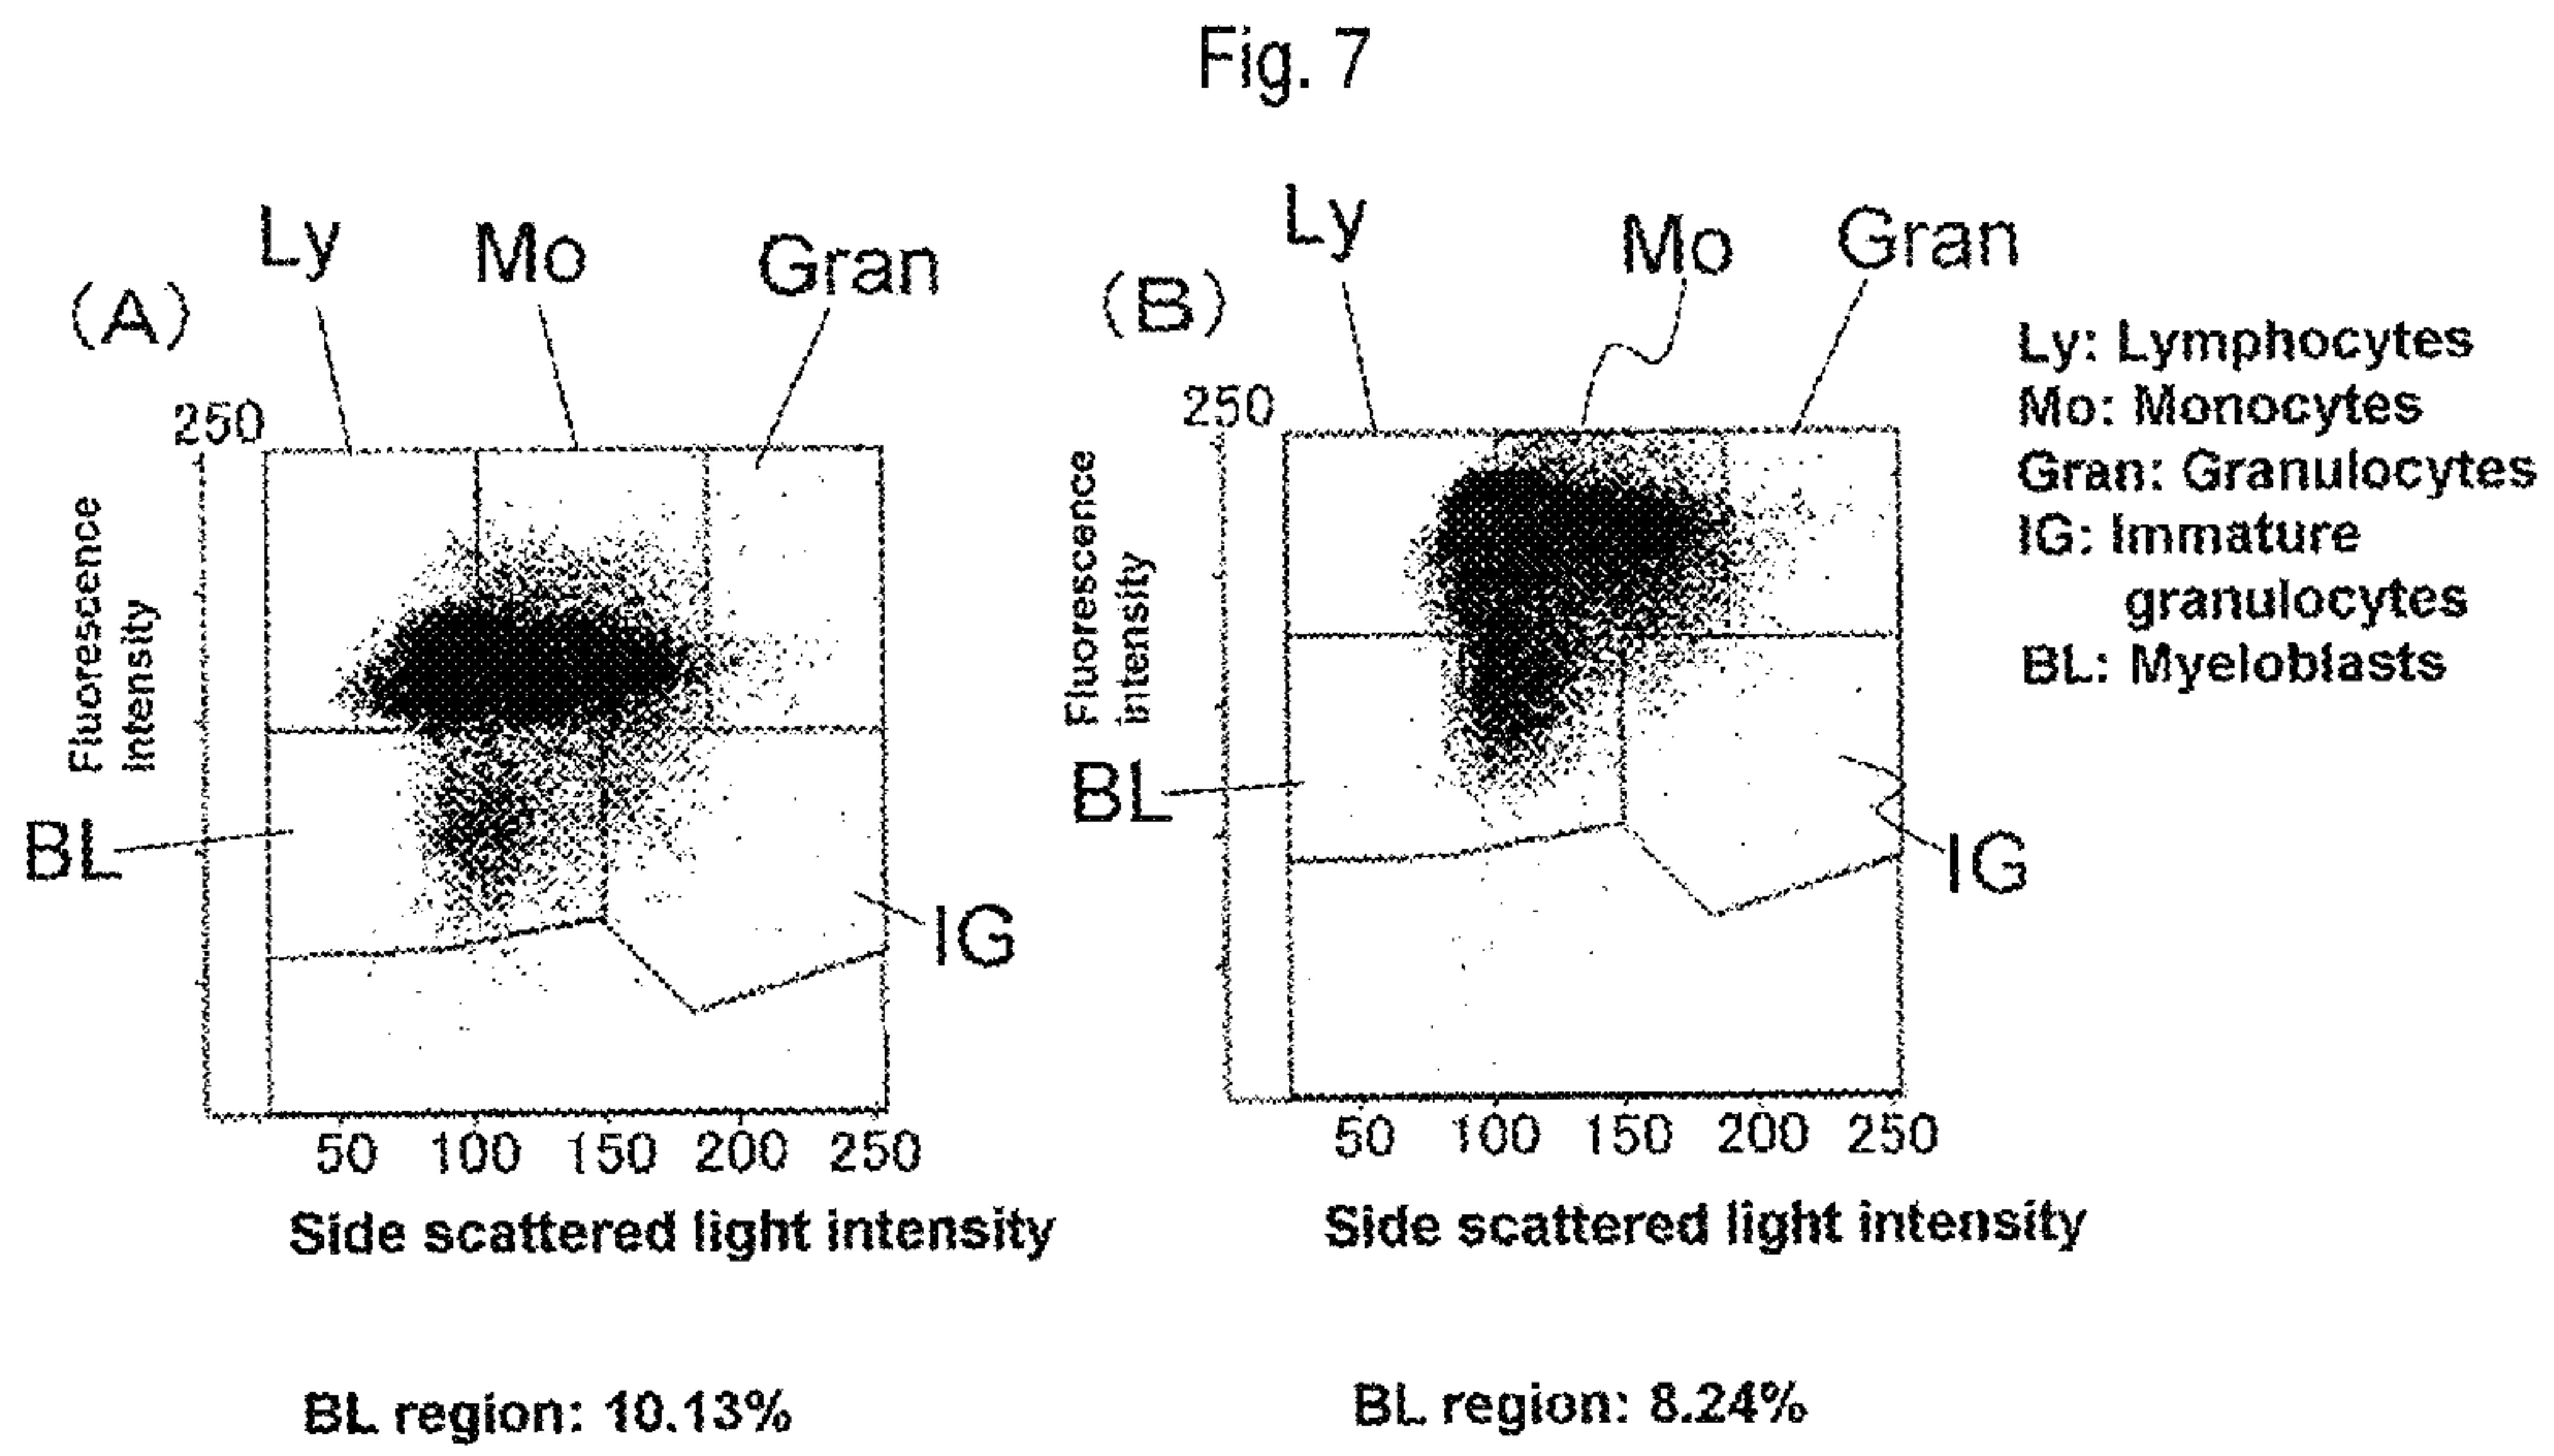 Fig. 7
(A)
Ly
Mo
Gran
250
Fluorescence
Intensity
BL
IG
50 100 150 200 250
Side scattered light intensity
BL region: 10.13%
(B)
Ly
Mo
Gran
250
Fluorescence
Intensity
BL
IG
50 100 150 200 250
Side scattered light intensity
BL region: 8.24%
Ly: Lymphocytes
Mo: Monocytes
Gran: Granulocytes
IG: Immature
granulocytes
BL: Myeloblasts